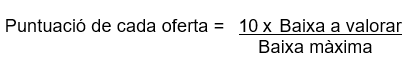 Puntuació de cada oferta = 10 x Baixa a valorar
Baixa màxima